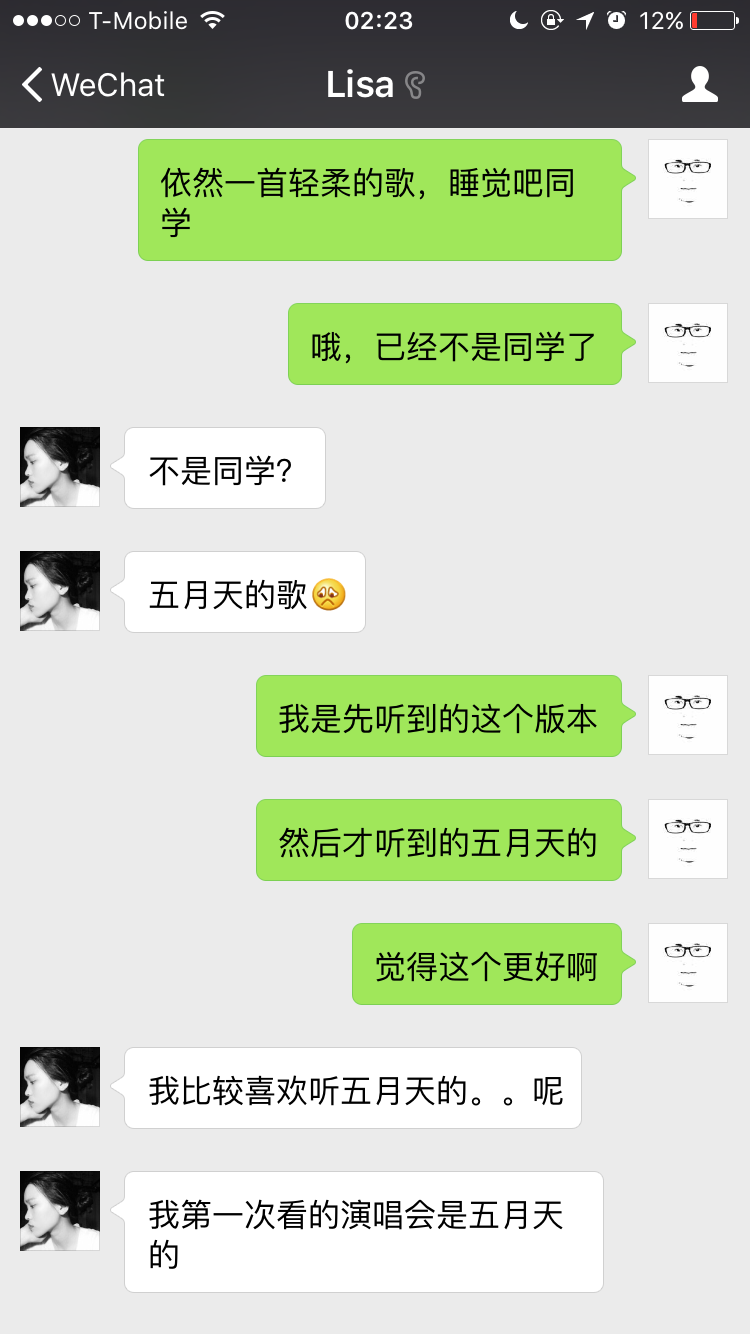 T-Mobile 02:23 12%
WeChat Lisa
依然一首轻柔的歌，睡觉吧同
学
哦，已经不是同学了
不是同学？
五月天的歌
我是先听到的这个版本
然后才听到的五月天的
觉得这个更好啊
我比较喜欢听五月天的。。呢
我第一次看的演唱会是五月天
的